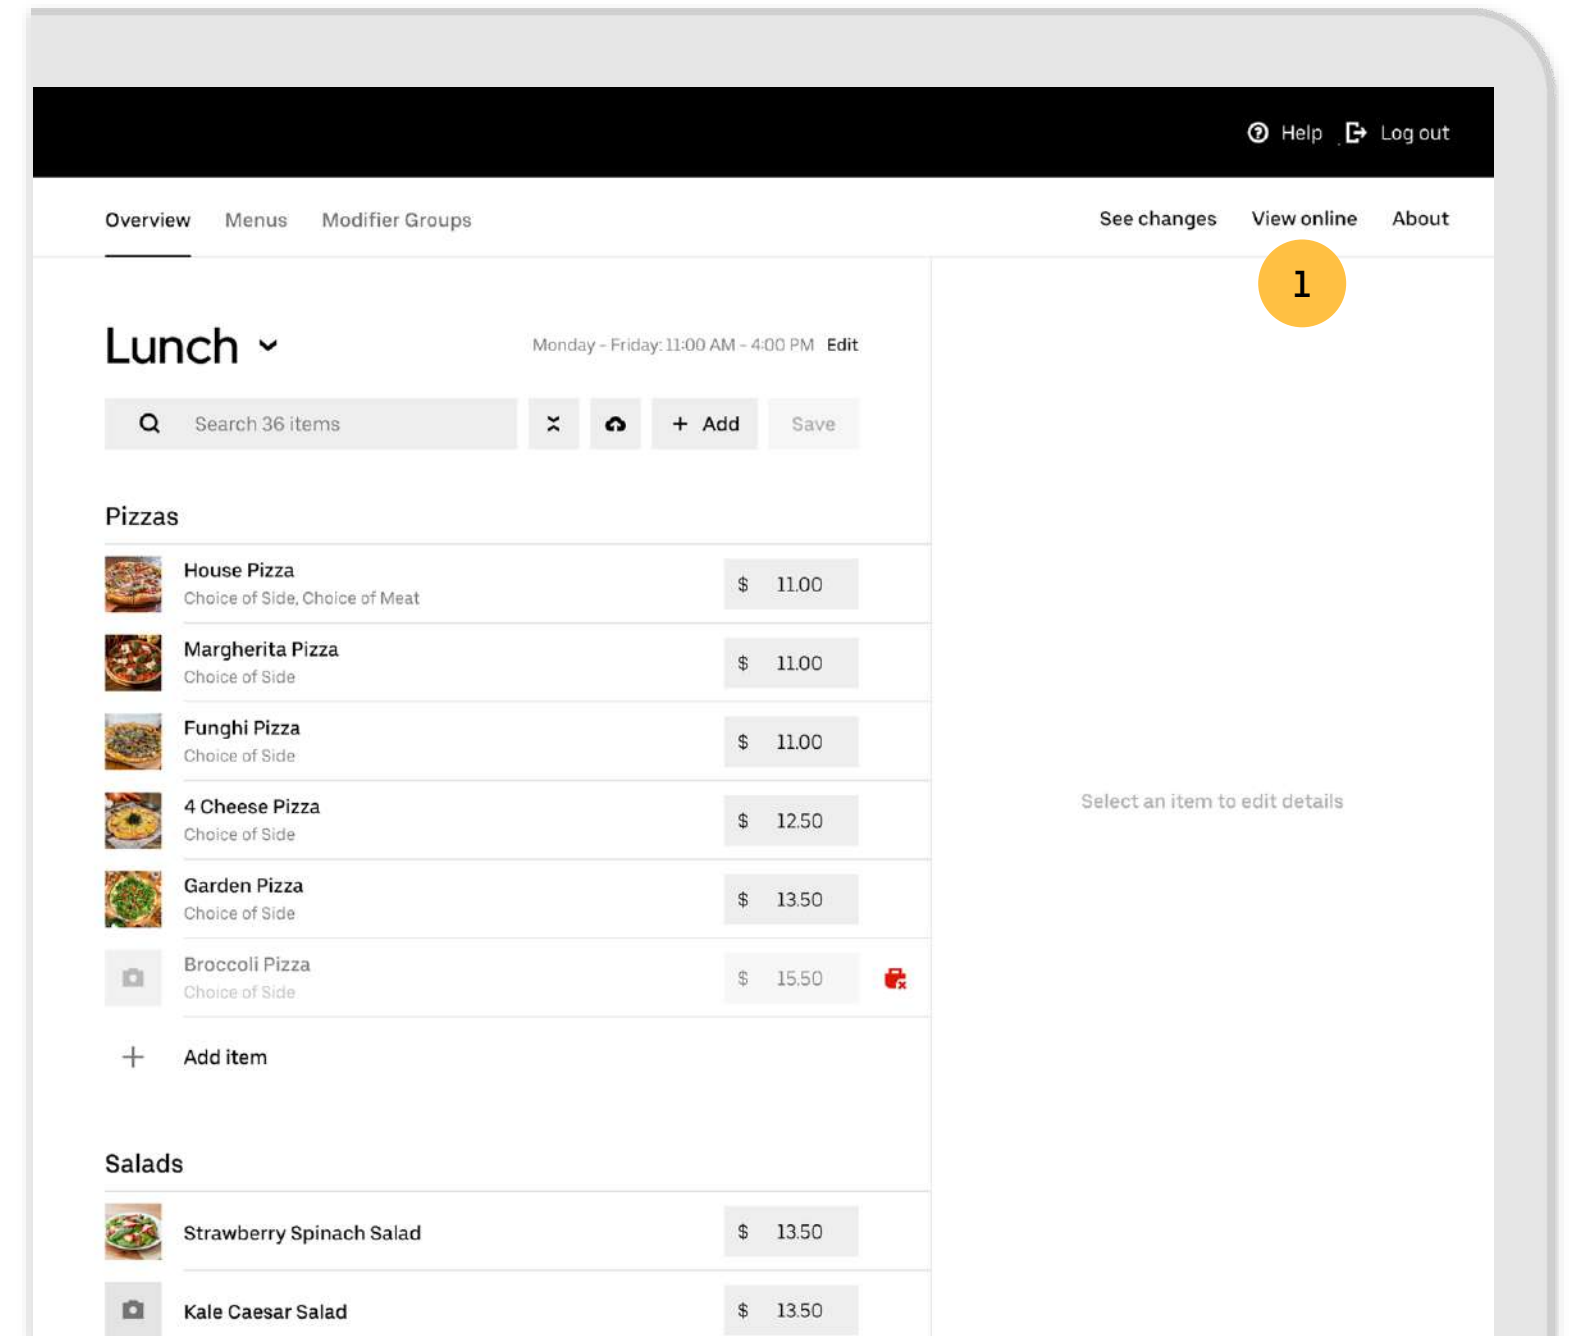 Help Log out
Overview Menus Modifier Groups See changes View online About
1
Lunch Monday - Friday: 11:00 AM - 4:00 PM Edit
Search 36 items + Add Save
Pizzas
House Pizza
Choice of Side, Choice of Meat
$ 11.00
Margherita Pizza
Choice of Side
$ 11.00
Funghi Pizza
Choice of Side
$ 11.00
4 Cheese Pizza
Choice of Side
$ 12.50
Garden Pizza
Choice of Side
$ 13.50
Broccoli Pizza
Choice of Side
$ 15.50
+ Add item
Select an item to edit details
Salads
Strawberry Spinach Salad $ 13.50
Kale Caesar Salad $ 13.50